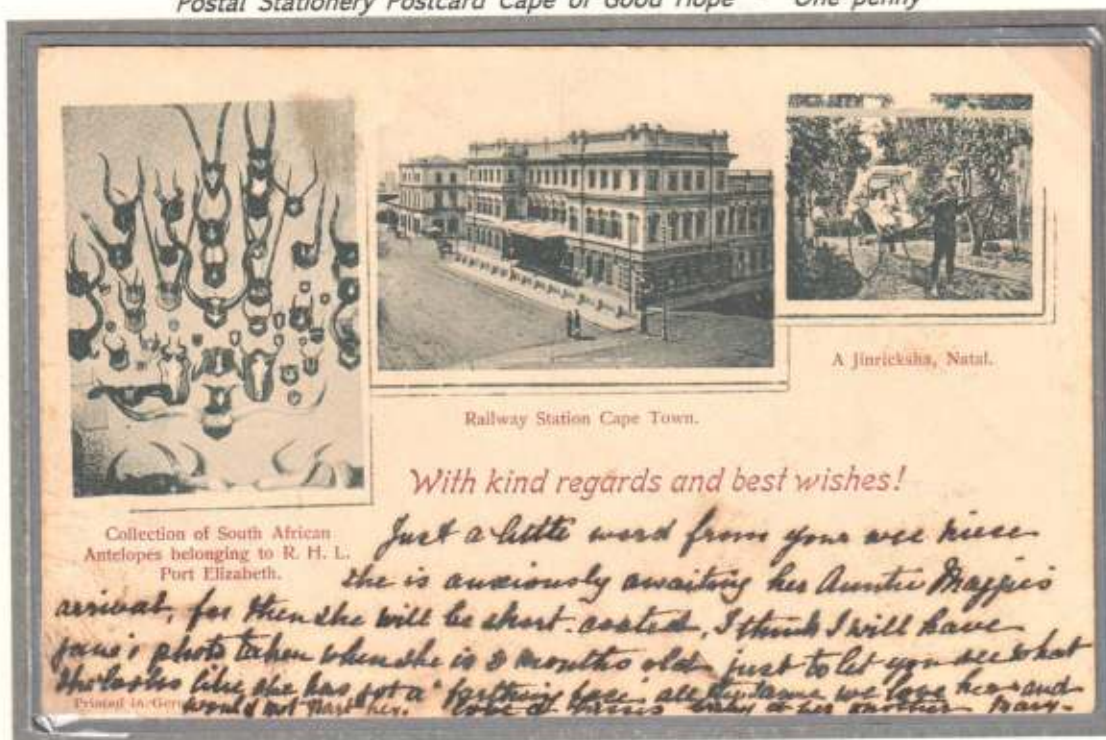 Postal Stationery Postcard Cape of Good Hope One penny
A Jinricksha, Natal.
Railway Station Cape Town.
With kind regards and best wishes!
Collection of South African
Antelopes belonging to R. H. L.
Port Elizabeth.
Just a little word from your wee niece
she is anxiously awaiting her Auntie Maggie's
arrival, for then she will be short-coated, I think I will have
photo taken when she is 3 months old just to let you see what
she looks like, she has got a "farthing face" all the same we love her and
would not part her. love &
Printed in